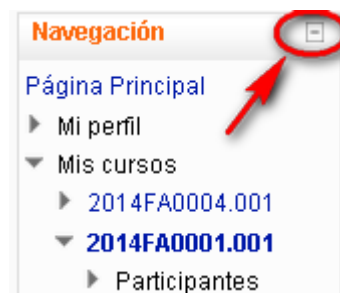 Navegación
Página Principal
Mi perfil
Mis cursos
2014FA0004.001
2014FA0001.001
Participantes